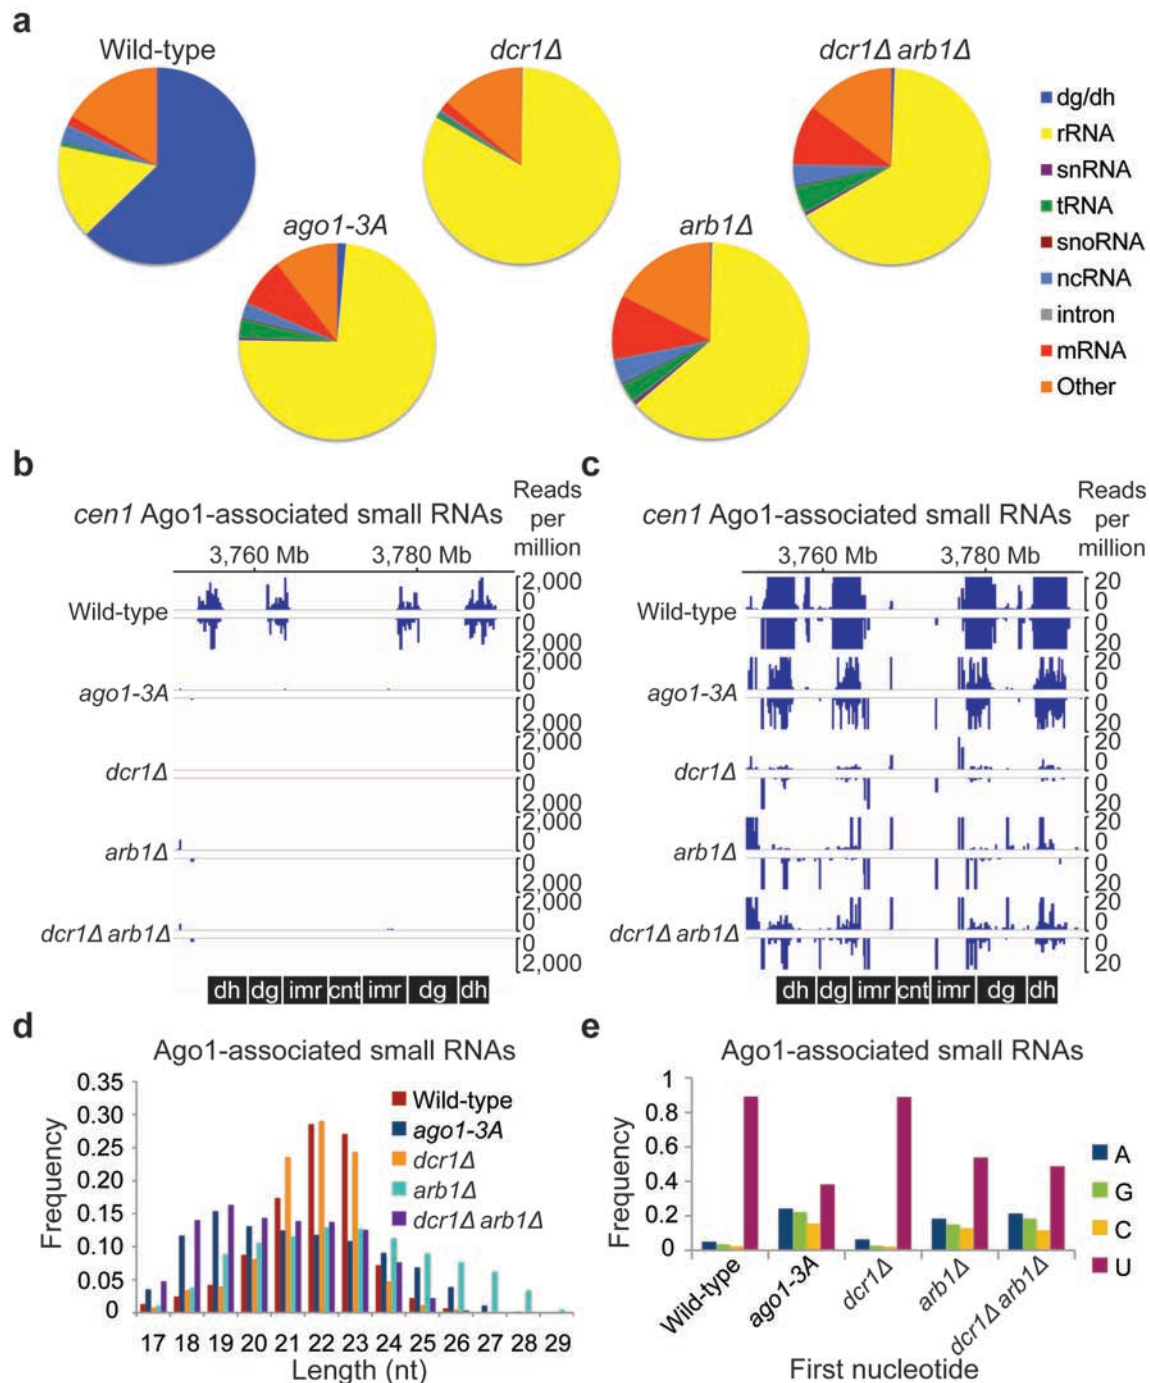 a
Wild-type
dcr1Δ
dcr1Δ arb1Δ
ago1-3A
arb1Δ
dg/dh
rRNA
snRNA
tRNA
snoRNA
ncRNA
intron
mRNA
Other
b
cen1 Ago1-associated small RNAs
Reads
per
million
3,760 Mb 3,780 Mb
Wild-type
2,000
0
0
2,000
ago1-3A
2,000
0
0
2,000
dcr1Δ
2,000
0
0
2,000
arb1Δ
2,000
0
0
2,000
dcr1Δ arb1Δ
2,000
0
0
2,000
dh dg imr cnt imr dg dh
c
cen1 Ago1-associated small RNAs
Reads
per
million
3,760 Mb 3,780 Mb
Wild-type
20
0
0
20
ago1-3A
20
0
0
20
dcr1Δ
20
0
0
20
arb1Δ
20
0
0
20
dcr1Δ arb1Δ
20
0
0
20
dh dg imr cnt imr dg dh
d
Ago1-associated small RNAs
Frequency
0.35
0.30
0.25
0.20
0.15
0.10
0.05
0
Wild-type
ago1-3A
dcr1Δ
arb1Δ
dcr1Δ arb1Δ
17 18 19 20 21 22 23 24 25 26 27 28 29
Length (nt)
e
Ago1-associated small RNAs
Frequency
1
0.8
0.6
0.4
0.2
0
A
G
C
U
Wild-type
ago1-3A
dcr1Δ
arb1Δ
dcr1Δ arb1Δ
First nucleotide